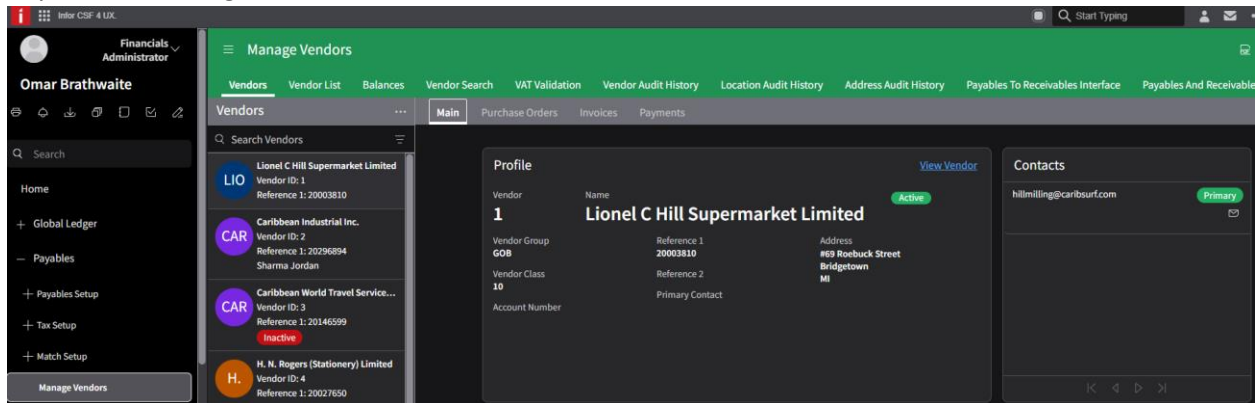 Infor CSF 4 UX.
Start Typing
Financials
Administrator
Omar Brathwaite
Search
Home
Global Ledger
Payables
Payables Setup
Tax Setup
Match Setup
Manage Vendors
Manage Vendors
Vendors Vendor List Balances Vendor Search VAT Validation Vendor Audit History Location Audit History Address Audit History Payables To Receivables Interface Payables And Receivable
Vendors ...
Search Vendors
LIO
Lionel C Hill Supermarket Limited
Vendor ID: 1
Reference 1: 20003810
CAR
Caribbean Industrial Inc.
Vendor ID: 2
Reference 1: 20296894
Sharma Jordan
CAR
Caribbean World Travel Service...
Vendor ID: 3
Reference 1: 20146599
Inactive
H.
H. N. Rogers (Stationery) Limited
Vendor ID: 4
Reference 1: 20027650
Main Purchase Orders Invoices Payments
Profile View Vendor
Vendor Name
1 Lionel C Hill Supermarket Limited Active
Vendor Group Reference 1 Address
GOB 20003810 #69 Roebuck Street
Bridgetown
Vendor Class Reference 2 MI
10
Primary Contact
Account Number
Contacts
hillmilling@caribsurf.com Primary